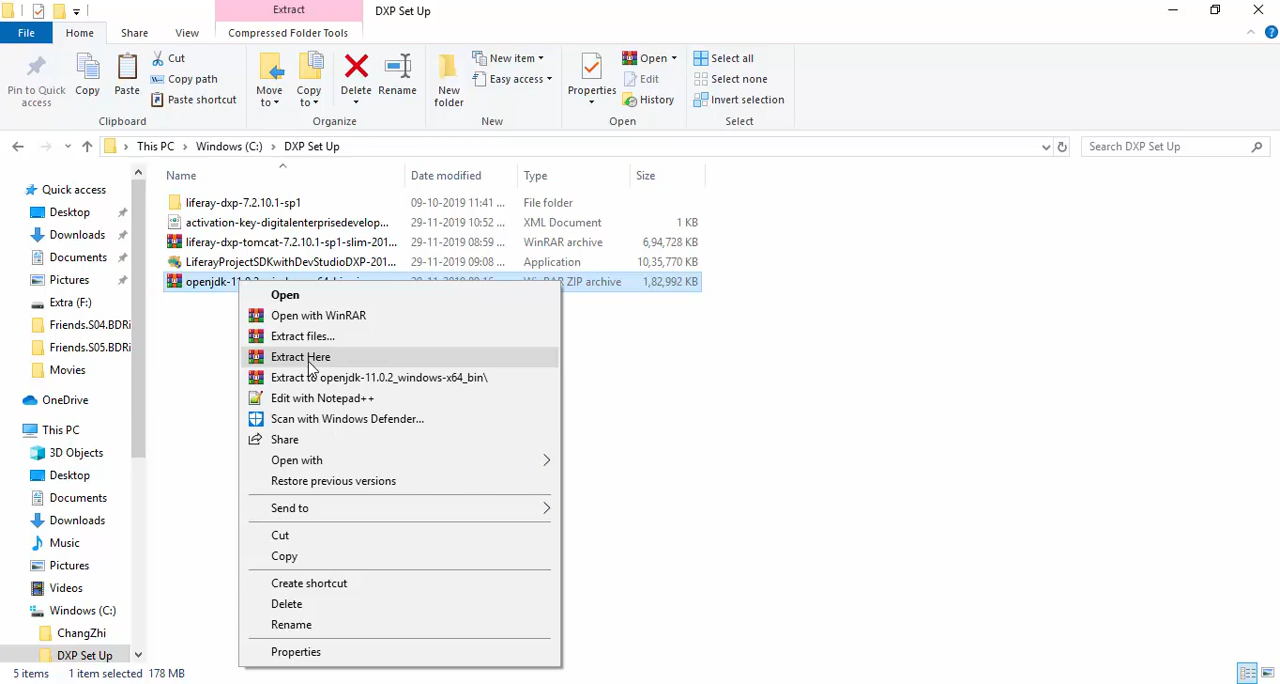 Extract
DXP Set Up
File
Home
Share
View
Compressed Folder Tools
Pin to Quick access
Copy
Paste
Cut
Copy path
Paste shortcut
Clipboard
Move to
Copy to
Delete
Rename
Organize
New folder
New item
Easy access
New
Properties
Open
Edit
History
Open
Select all
Select none
Invert selection
Select
This PC
Windows (C:)
DXP Set Up
Search DXP Set Up
Name
Date modified
Type
Size
liferay-dxp-7.2.10.1-sp1 09-10-2019 11:41 ... File folder
activation-key-digitalenterprisedevelop... 29-11-2019 10:52 ... XML Document 1 KB
liferay-dxp-tomcat-7.2.10.1-sp1-slim-201... 29-11-2019 08:59 ... WinRAR archive 6,94,728 KB
LiferayProjectSDKwithDevStudioDXP-201... 29-11-2019 09:08 ... Application 10,35,770 KB
ZIP archive 1,82,992 KB
Quick access
Desktop
Downloads
Documents
Pictures
Extra (F:)
Friends.S04.BDRi
Friends.S05.BDRi
Movies
OneDrive
This PC
3D Objects
Desktop
Documents
Downloads
Music
Pictures
Videos
Windows (C:)
ChangZhi
DXP Set Up
Open
Open with WinRAR
Extract files...
Extract Here
Extract to openjdk-11.0.2_windows-x64_bin\
Edit with Notepad++
Scan with Windows Defender...
Share
Open with
Restore previous versions
Send to
Cut
Copy
Create shortcut
Delete
Rename
Properties
5 items 1 item selected 178 MB